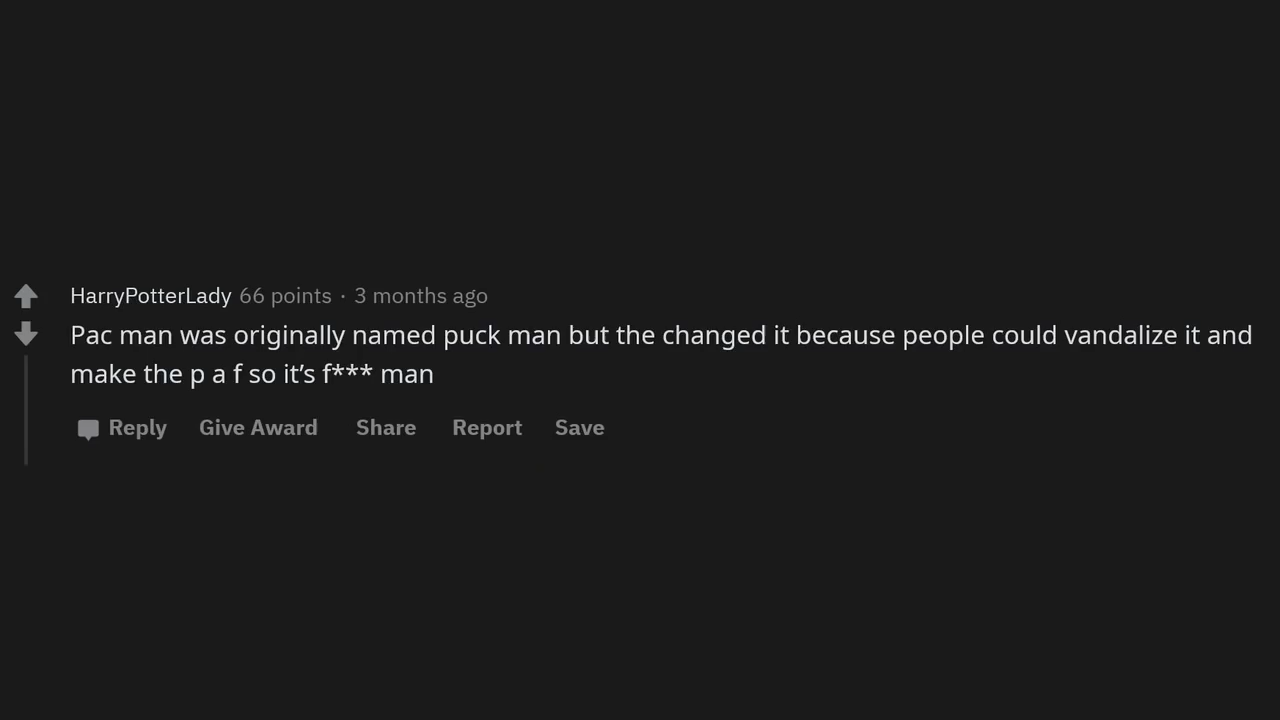 HarryPotterLady 66 points · 3 months ago
Pac man was originally named puck man but the changed it because people could vandalize it and
make the p a f so it’s f*** man
Reply Give Award Share Report Save